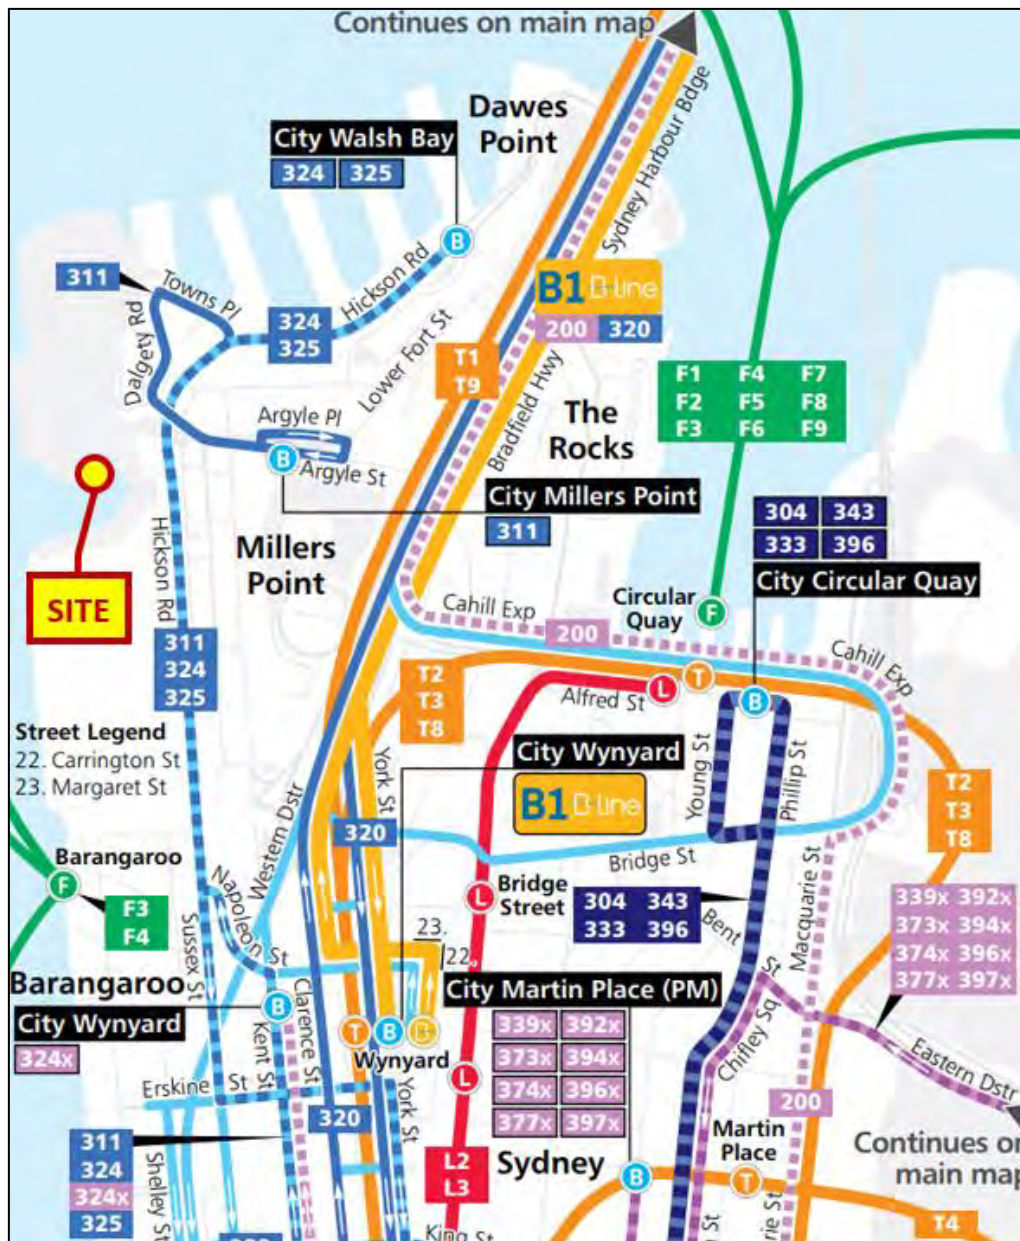 Continues on main map
Dawes
Point
City Walsh Bay
324 325
Sydney Harbour Bdge
Hickson Rd
311
Towns Pl
324
325
Dalgety Rd
B
B1 B-line
200 320
Lower Fort St
T1
T9
Bradfield Hwy
F1 F4 F7
F2 F5 F8
F3 F6 F9
The
Rocks
Argyle Pl
B
Argyle St
City Millers Point
311
304 343
333 396
City Circular Quay
Hickson Rd
Millers
Point
SITE
Circular
Quay
F
Cahill Exp
200
Cahill Exp
311
324
325
T2
T3
T8
L
T
B
Alfred St
Street Legend
22. Carrington St
23. Margaret St
City Wynyard
B1 B-line
York St
Young St
Phillip St
T2
T3
T8
320
Western Dstr
Bridge St
Barangaroo
F
F3
F4
Napoleon St
Sussex St
L
Bridge
Street
304 343
333 396
Bent St
Macquarie St
339x 392x
373x 394x
374x 396x
377x 397x
23.
22.
Barangaroo
City Wynyard
324x
B
Clarence St
Kent St
City Martin Place (PM)
339x 392x
373x 394x
374x 396x
377x 397x
T
B
B
Wynyard
Chifley Sq
Eastern Dstr
Erskine St
L
York St
320
200
311
324
324x
325
Shelley St
L2
L3
Sydney
Martin
Place
B
T
Continues on
main map
T4
King St